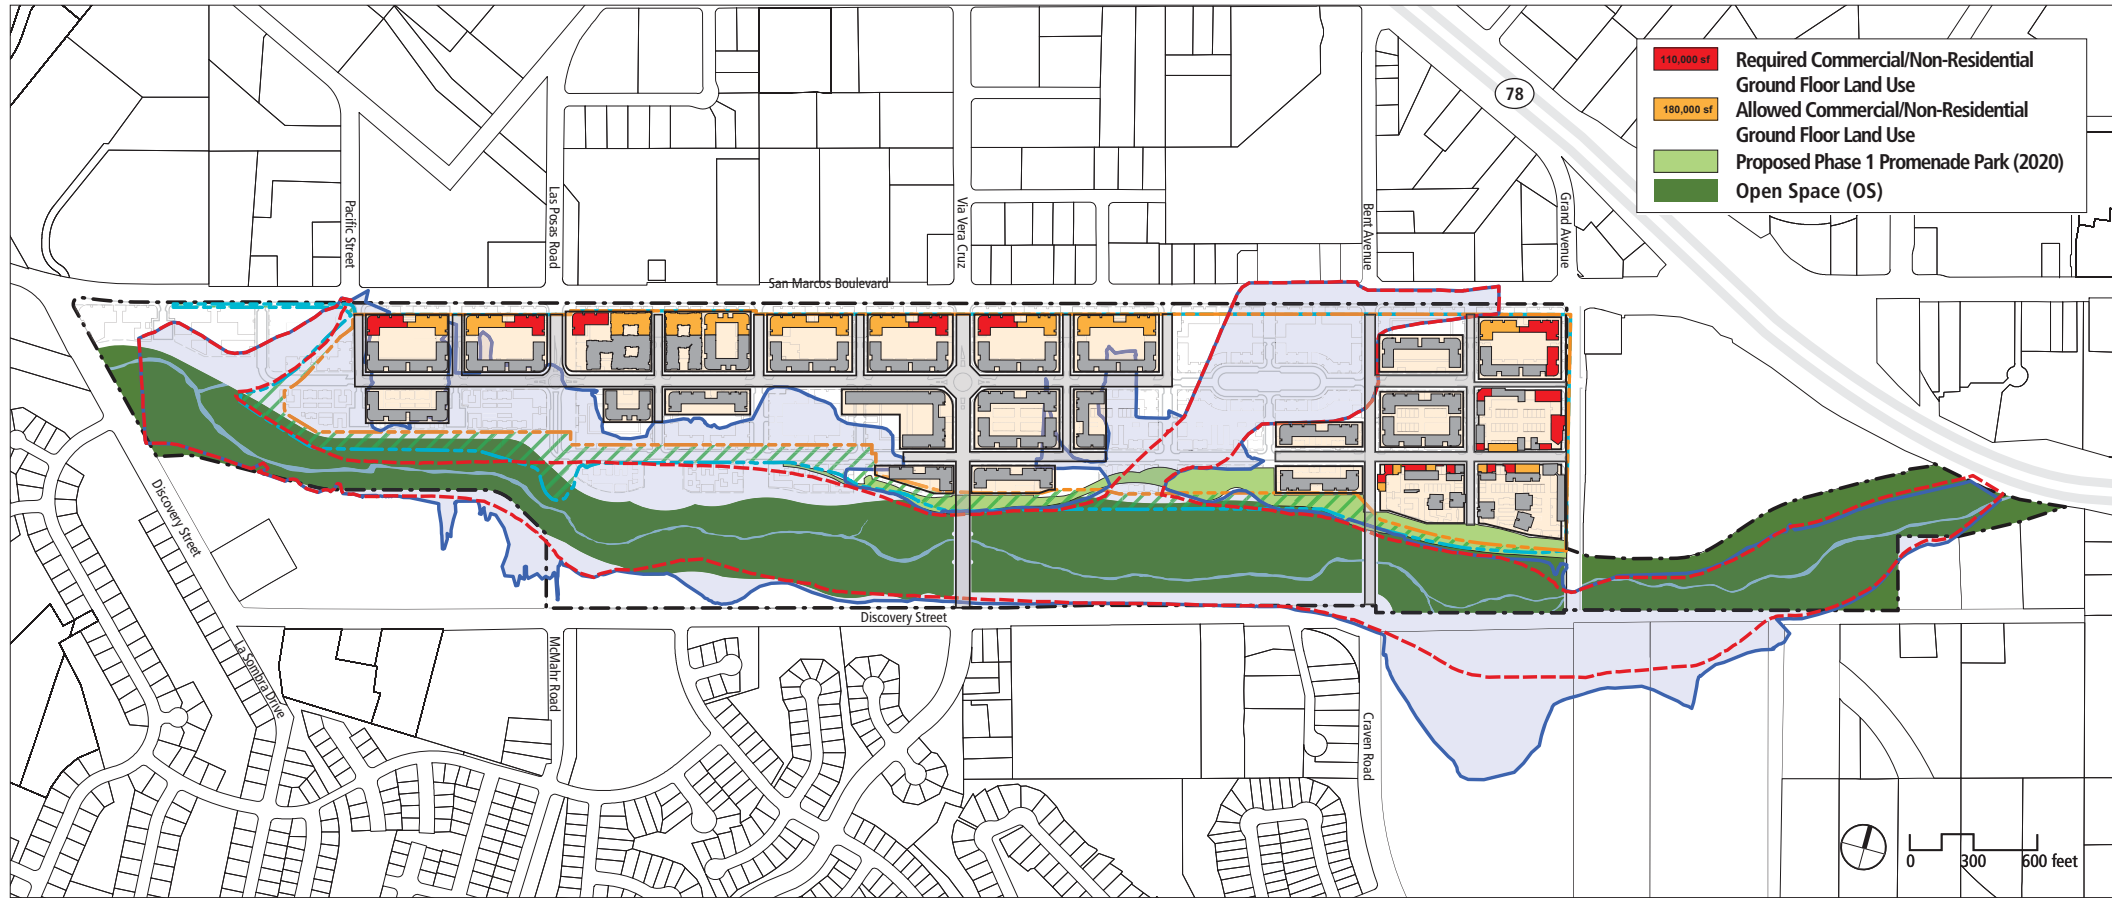 110,000 sf Required Commercial/Non-Residential
Ground Floor Land Use
180,000 sf Allowed Commercial/Non-Residential
Ground Floor Land Use
Proposed Phase 1 Promenade Park (2020)
Open Space (OS)
78
Pacific Street
Las Posas Road
Via Vera Cruz
Bent Avenue
Grand Avenue
San Marcos Boulevard
Discovery Street
Discovery Street
La Sombra Drive
McMahr Road
Craven Road
0 300 600 feet